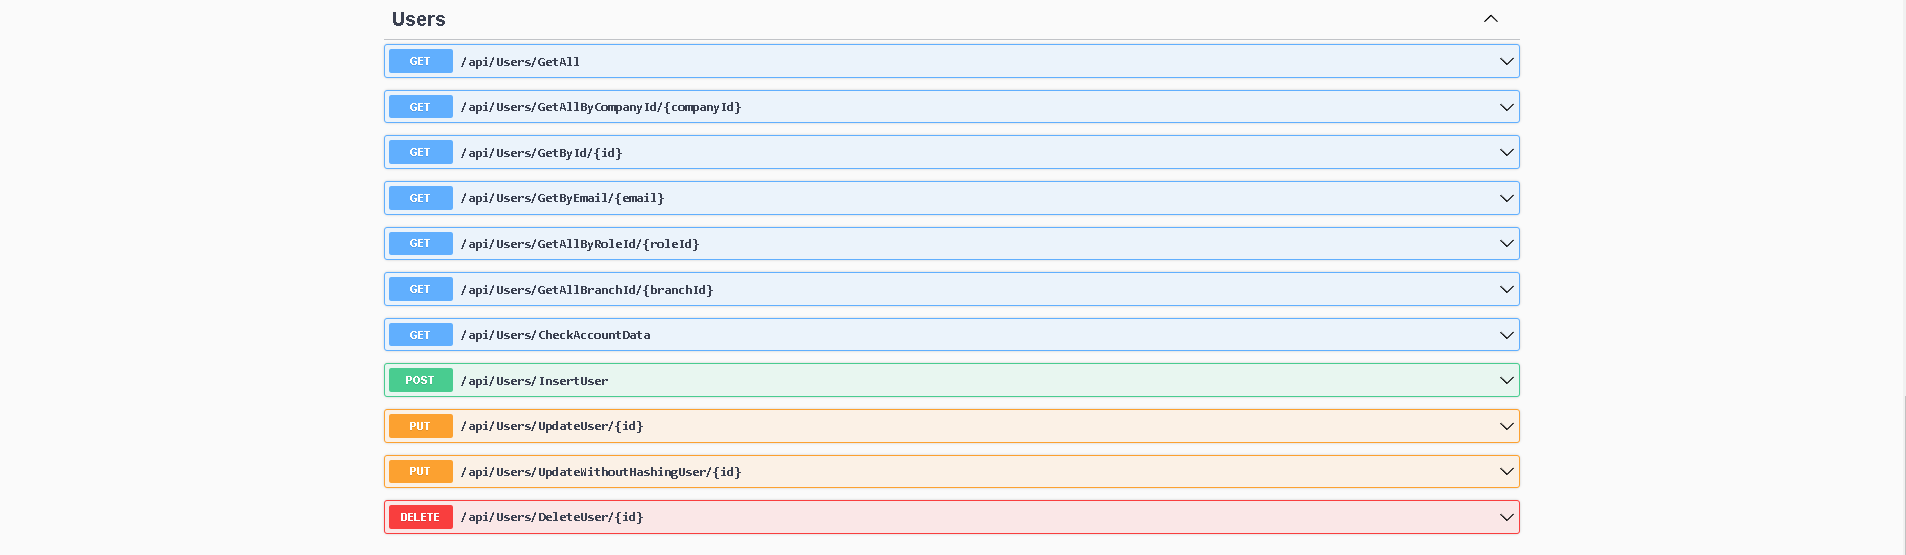 Users
GET /api/Users/GetAll
GET /api/Users/GetAllByCompanyId/{companyId}
GET /api/Users/GetById/{id}
GET /api/Users/GetByEmail/{email}
GET /api/Users/GetAllByRoleId/{roleId}
GET /api/Users/GetAllBranchId/{branchId}
GET /api/Users/CheckAccountData
POST /api/Users/InsertUser
PUT /api/Users/UpdateUser/{id}
PUT /api/Users/UpdateWithoutHashingUser/{id}
DELETE /api/Users/DeleteUser/{id}